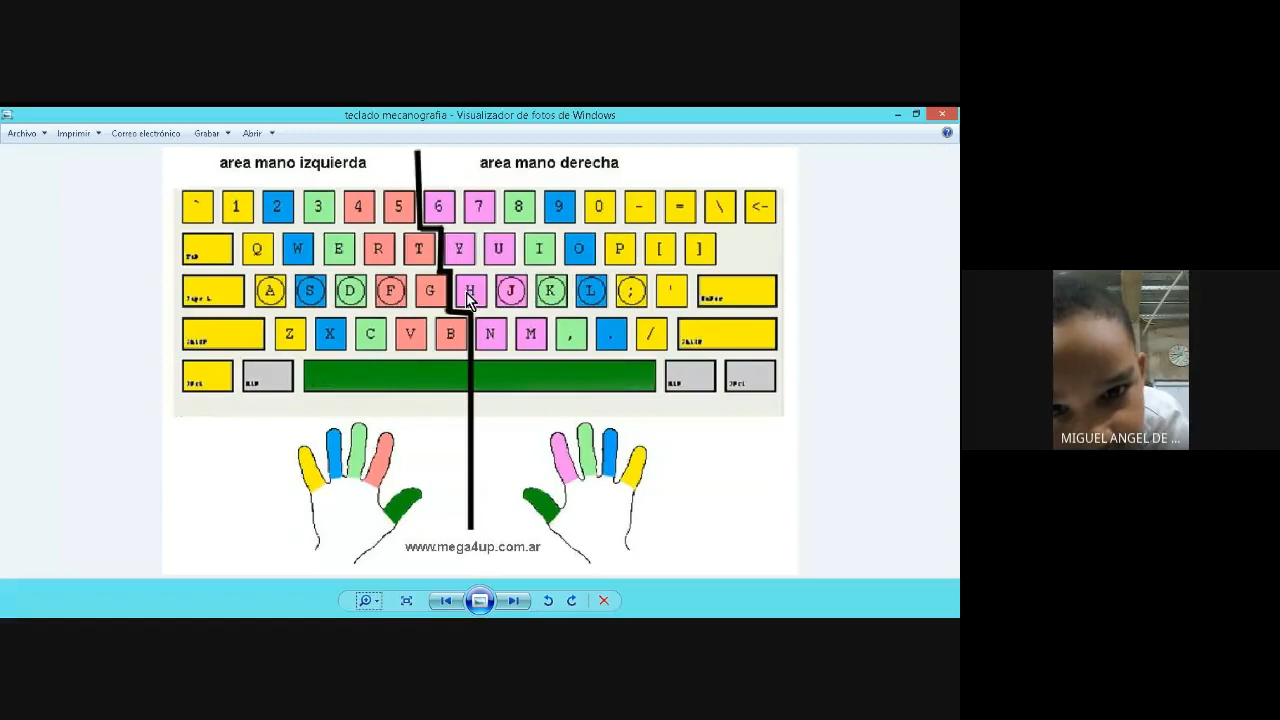 teclado mecanografia - Visualizador de fotos de Windows
Archivo Imprimir Correo electrónico Grabar Abrir
area mano izquierda area mano derecha
` 1 2 3 4 5 6 7 8 9 0 - = \ <-
Q W E R T Y U I O P [ ]
A S D F G H J K L ; '
Z X C V B N M , . /
www.mega4up.com.ar
MIGUEL ANGEL DE ...